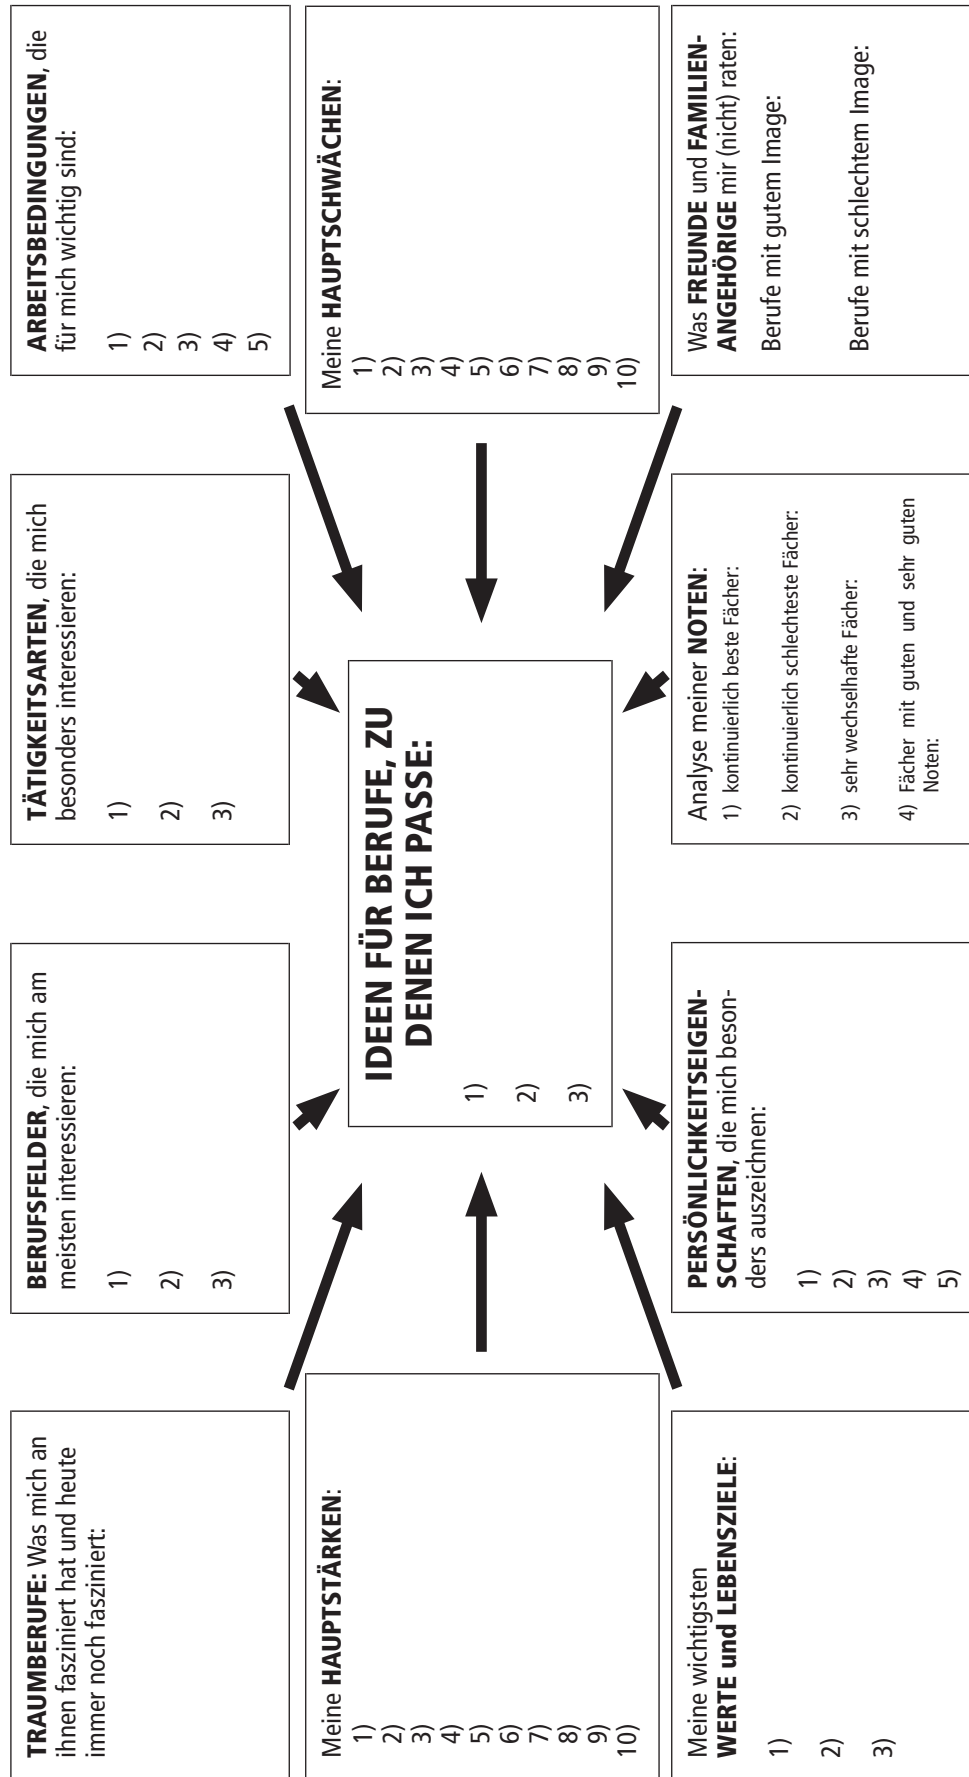 TRAUMBERUFE: Was mich an
ihnen fasziniert hat und heute
immer noch fasziniert:
BERUFSFELDER, die mich am
meisten interessieren:
1)
2)
3)
TÄTIGKEITSARTEN, die mich
besonders interessieren:
1)
2)
3)
ARBEITSBEDINGUNGEN, die
für mich wichtig sind:
1)
2)
3)
4)
5)
Meine HAUPTSTÄRKEN:
1)
2)
3)
4)
5)
6)
7)
8)
9)
10)
IDEEN FÜR BERUFE, ZU
DENEN ICH PASSE:
1)
2)
3)
Meine HAUPTSCHWÄCHEN:
1)
2)
3)
4)
5)
6)
7)
8)
9)
10)
Meine wichtigsten
WERTE und LEBENSZIELE:
1)
2)
3)
PERSÖNLICHKEITSEIGEN-
SCHAFTEN, die mich beson-
ders auszeichnen:
1)
2)
3)
4)
5)
Analyse meiner NOTEN:
1) kontinuierlich beste Fächer:
2) kontinuierlich schlechteste Fächer:
3) sehr wechselhafte Fächer:
4) Fächer mit guten und sehr guten
Noten:
Was FREUNDE und FAMILIEN-
ANGEHÖRIGE mir (nicht) raten:
Berufe mit gutem Image:
Berufe mit schlechtem Image: